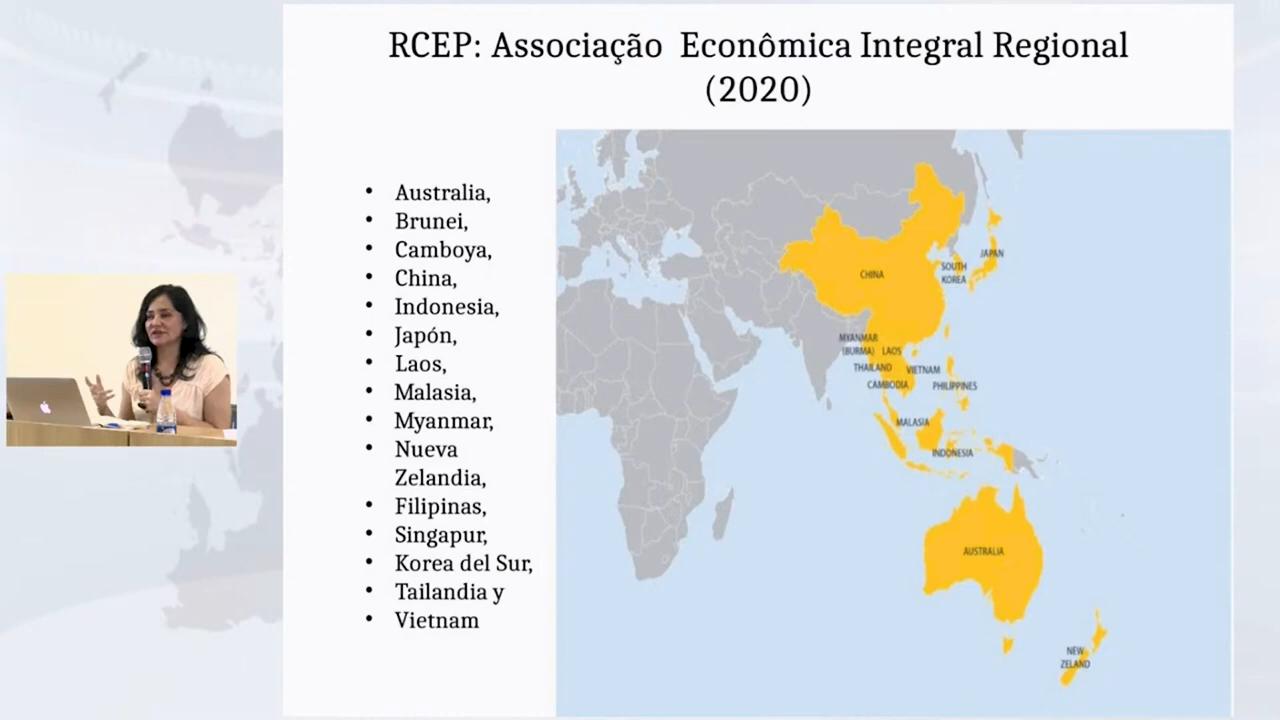 RCEP: Associação Econômica Integral Regional
(2020)
• Australia,
• Brunei,
• Camboya,
• China,
• Indonesia,
• Japón,
• Laos,
• Malasia,
• Myanmar,
• Nueva
Zelandia,
• Filipinas,
• Singapur,
• Korea del Sur,
• Tailandia y
• Vietnam
JAPAN
SOUTH
KOREA
CHINA
MYANMAR
(BURMA)
LAOS
THAILAND
VIETNAM
CAMBODIA
PHILIPPINES
MALASIA
INDONESIA
AUSTRALIA
NEW
ZELAND